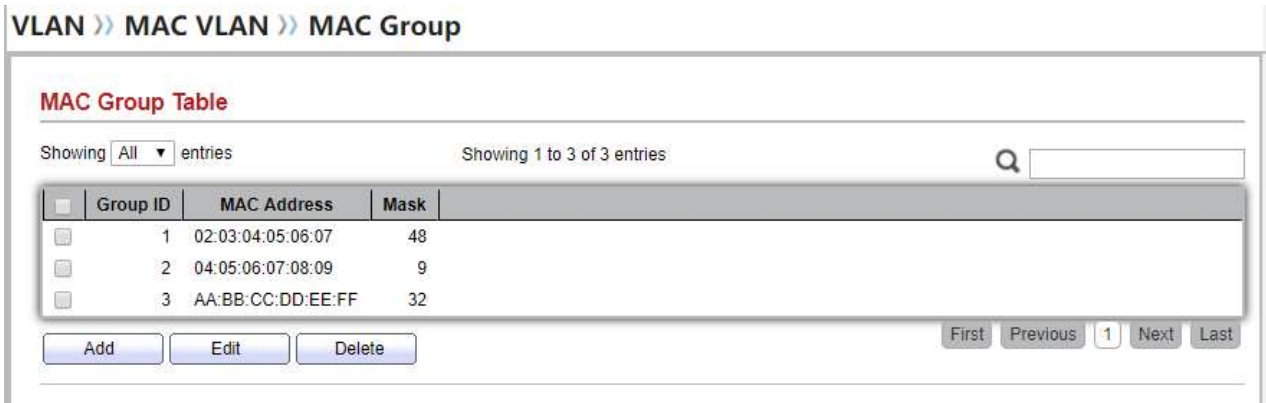 VLAN » MAC VLAN » MAC Group
MAC Group Table
Showing All ▼ entries Showing 1 to 3 of 3 entries
Group ID MAC Address Mask
1 02:03:04:05:06:07 48
2 04:05:06:07:08:09 9
3 AA:BB:CC:DD:EE:FF 32
Add Edit Delete First Previous 1 Next Last